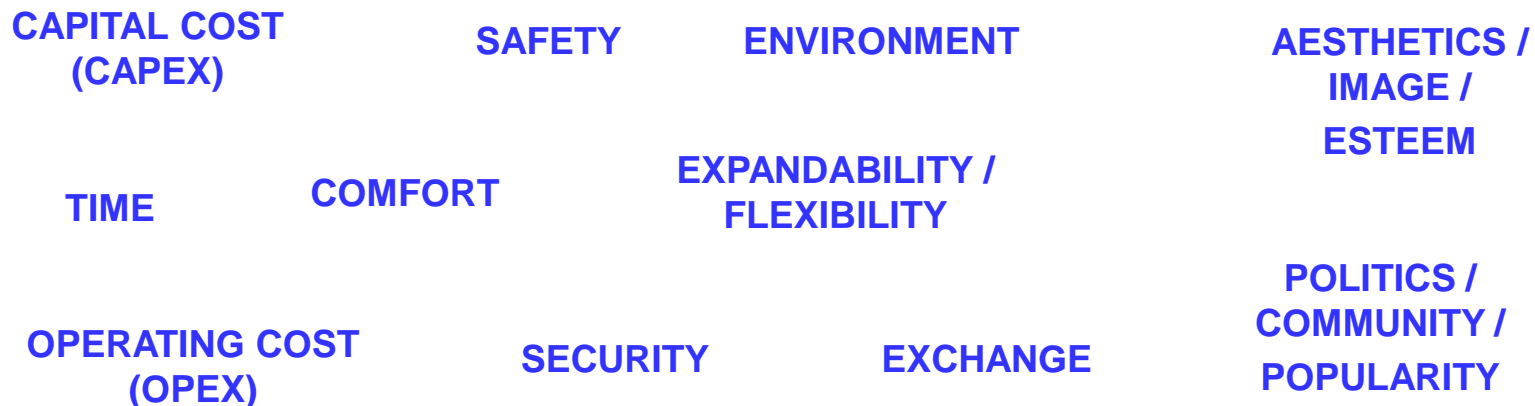 CAPITAL COST
(CAPEX)
SAFETY
ENVIRONMENT
AESTHETICS /
IMAGE /
ESTEEM
TIME
COMFORT
EXPANDABILITY /
FLEXIBILITY
OPERATING COST
(OPEX)
SECURITY
EXCHANGE
POLITICS /
COMMUNITY /
POPULARITY